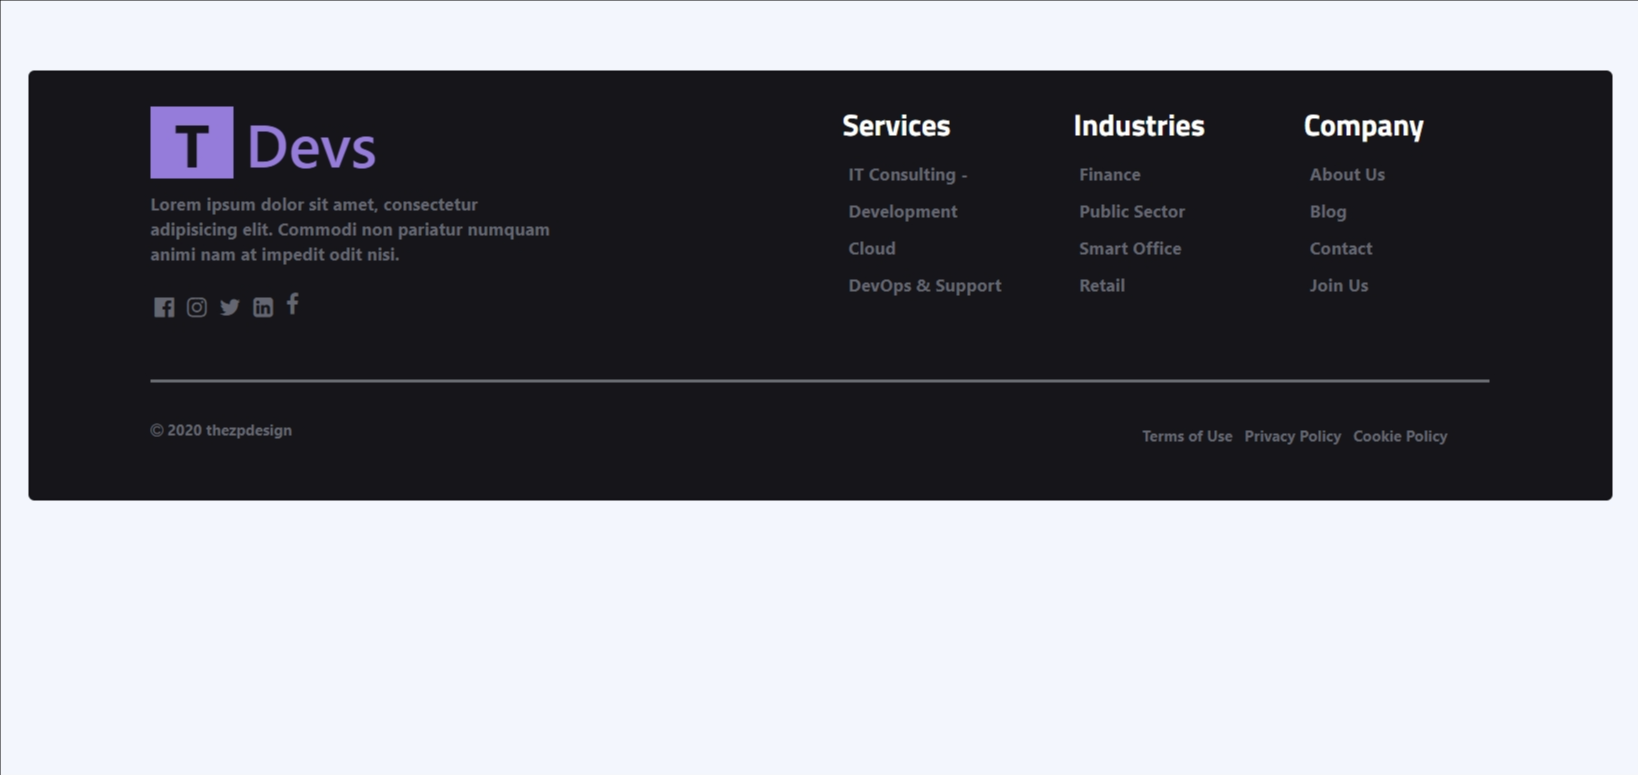 T Devs
Lorem ipsum dolor sit amet, consectetur
adipisicing elit. Commodi non pariatur numquam
animi nam at impedit odit nisi.
Services
IT Consulting -
Development
Cloud
DevOps & Support
Industries
Finance
Public Sector
Smart Office
Retail
Company
About Us
Blog
Contact
Join Us
© 2020 thezpdesign
Terms of Use Privacy Policy Cookie Policy